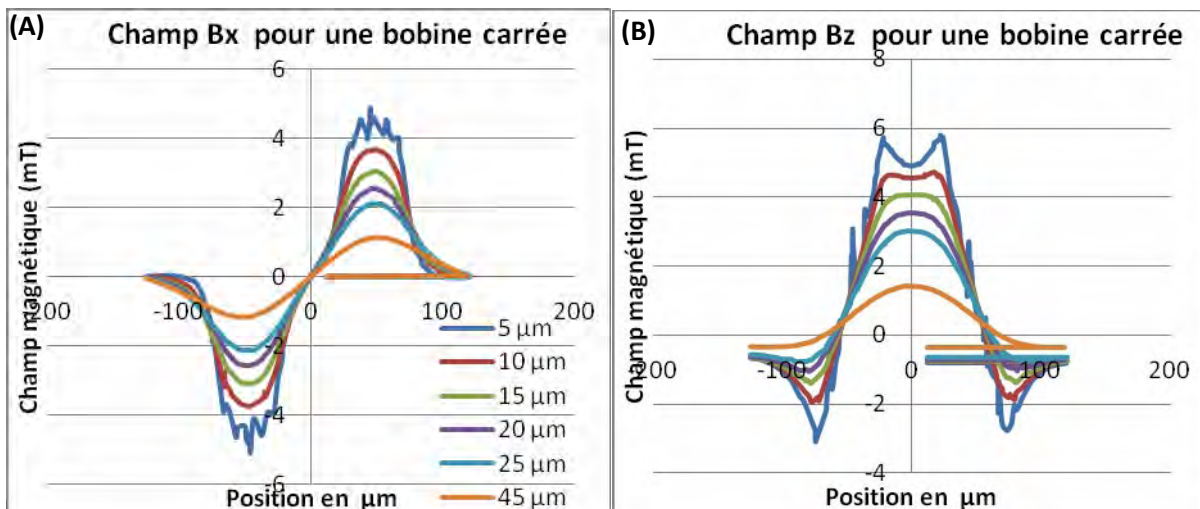 (A)
Champ Bx pour une bobine carrée
Champ magnétique (mT)
6
4
2
0
-2
-4
-6
200
-100
0
100
200
Position en µm
5 µm
10 µm
15 µm
20 µm
25 µm
45 µm
(B)
Champ Bz pour une bobine carrée
Champ magnétique (mT)
8
6
4
2
0
-2
-4
200
-100
0
100
200
Position en µm